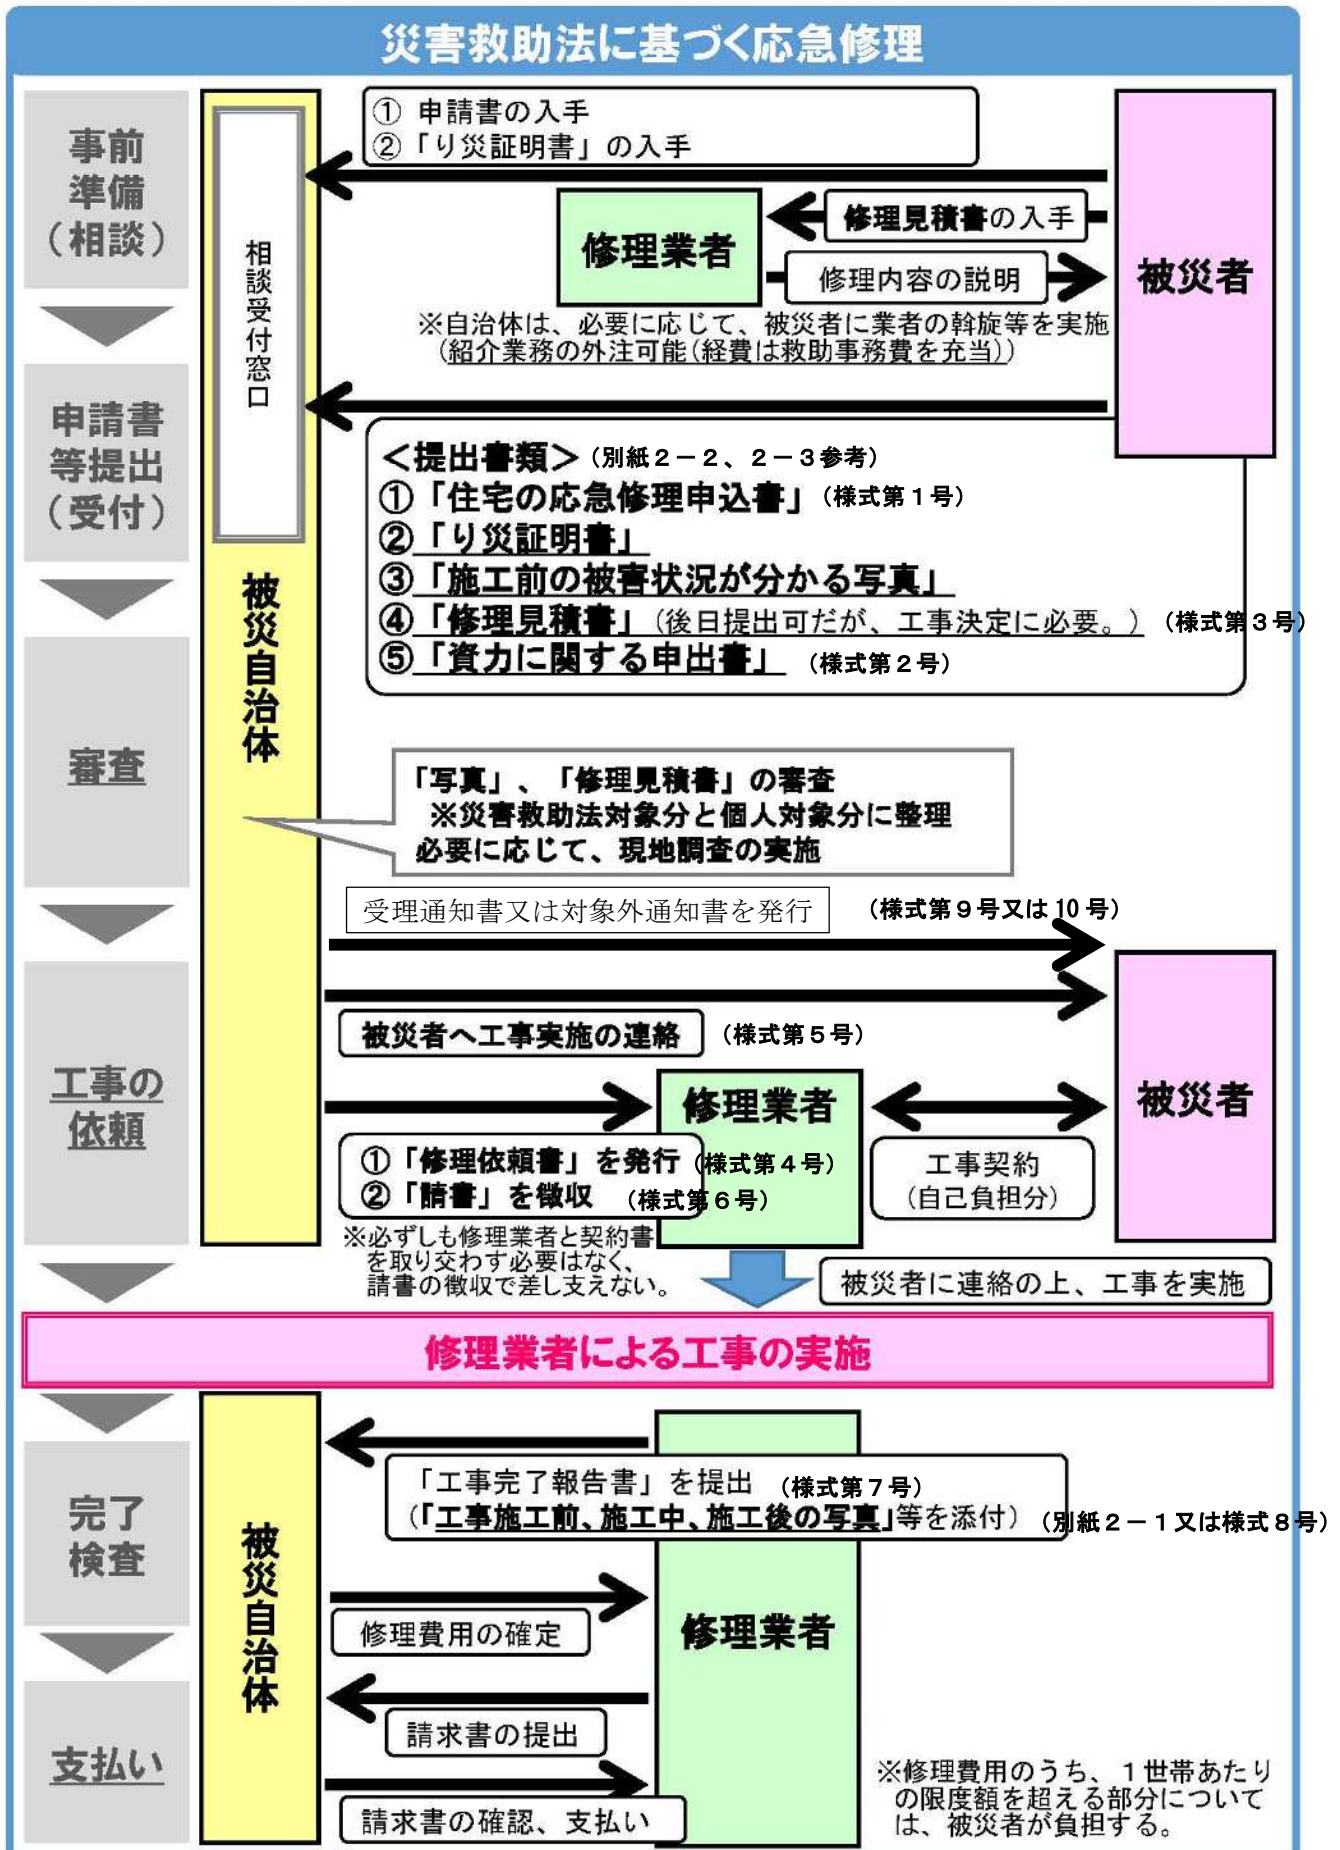 災害救助法に基づく応急修理
事前
準備
（相談）
相談受付窓口
① 申請書の入手
②「り災証明書」の入手
修理業者
修理見積書の入手
修理内容の説明
被災者
※自治体は、必要に応じて、被災者に業者の斡旋等を実施
（紹介業務の外注可能（経費は救助事務費を充当））
申請書
等提出
（受付）
＜提出書類＞（別紙２－２、２－３参考）
①「住宅の応急修理申込書」（様式第１号）
②「り災証明書」
③「施工前の被害状況が分かる写真」
④「修理見積書」（後日提出可だが、工事決定に必要。）（様式第３号）
⑤「資力に関する申出書」（様式第２号）
被災自治体
審査
「写真」、「修理見積書」の審査
※災害救助法対象分と個人対象分に整理
必要に応じて、現地調査の実施
受理通知書又は対象外通知書を発行 （様式第９号又は10号）
工事の
依頼
被災者へ工事実施の連絡 （様式第５号）
修理業者
被災者
①「修理依頼書」を発行（様式第４号）
②「請書」を徴収 （様式第６号）
工事契約
（自己負担分）
※必ずしも修理業者と契約書
を取り交わす必要はなく、
請書の徴収で差し支えない。
被災者に連絡の上、工事を実施
修理業者による工事の実施
完了
検査
被災自治体
「工事完了報告書」を提出 （様式第７号）
（「工事施工前、施工中、施工後の写真」等を添付）（別紙２－１又は様式８号）
修理費用の確定
修理業者
支払い
請求書の提出
請求書の確認、支払い
※修理費用のうち、１世帯あたり
の限度額を超える部分について
は、被災者が負担する。